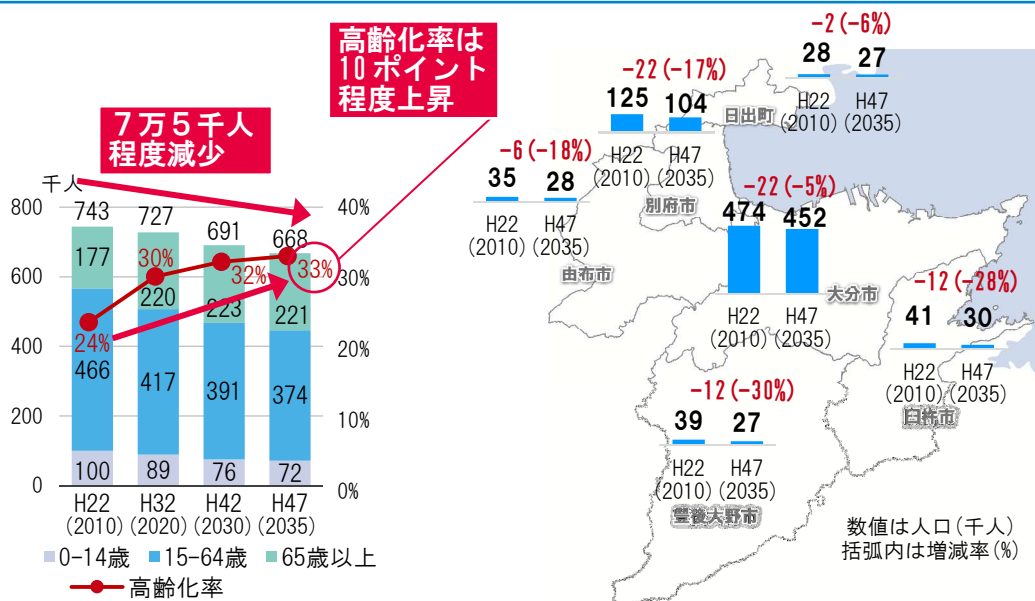 高齢化率は
10ポイント
程度上昇
7万5千人
程度減少
千人
800
600
400
200
0
40%
30%
20%
10%
0%
743
727
691
668
177
220
223
221
466
417
391
374
100
89
76
72
24%
30%
32%
33%
H22
(2010)
H32
(2020)
H42
(2030)
H47
(2035)
0-14歳 15-64歳 65歳以上
高齢化率
-2(-6%)
28 27
H22 H47
(2010)(2035)
日出町
-22(-17%)
125 104
H22 H47
(2010)(2035)
別府市
-6(-18%)
35 28
H22 H47
(2010)(2035)
由布市
-22(-5%)
474 452
H22 H47
(2010)(2035)
大分市
-12(-28%)
41 30
H22 H47
(2010)(2035)
臼杵市
-12(-30%)
39 27
H22 H47
(2010)(2035)
豊後大野市
数値は人口(千人)
括弧内は増減率(%)